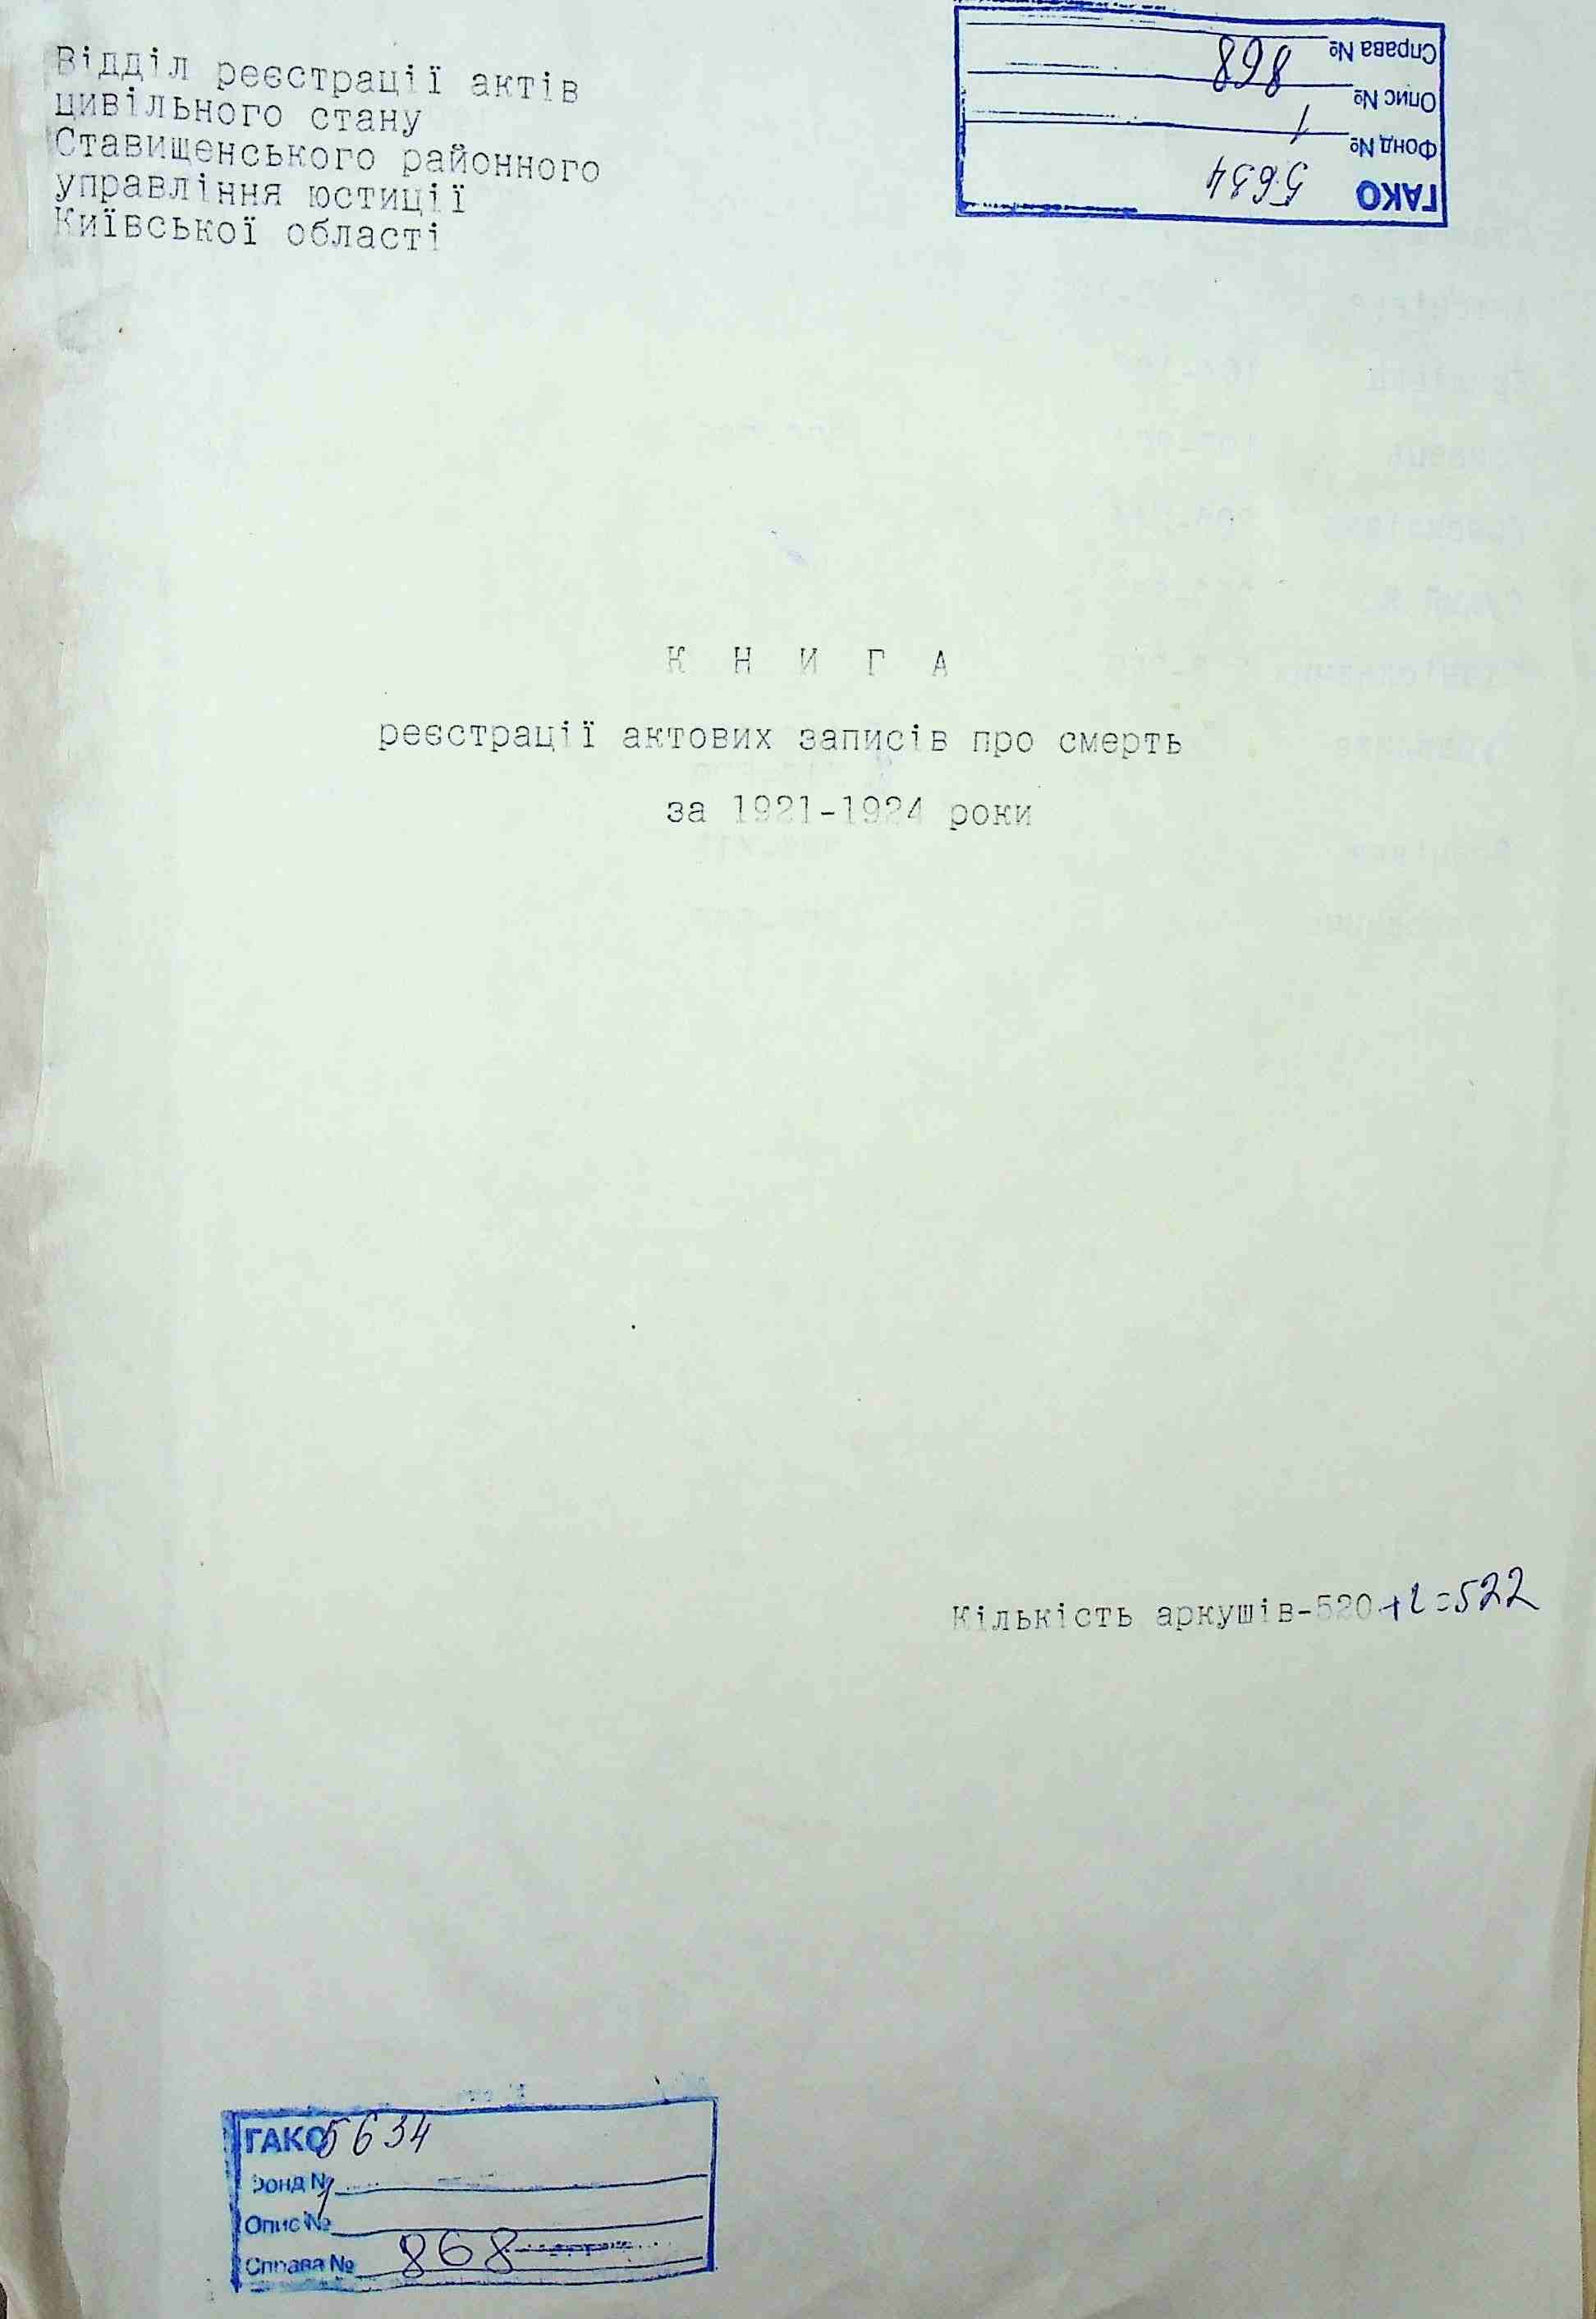 Відділ реєстрації актів
цивільного стану
Ставищенського районного
управління юстиції
Київської області
ГАКО 5634
Фонд №
Опис № 1
Справа № 868
К Н И Г А
реєстрації актових записів про смерть
за 1921-1924 роки
Кількість аркушів-520+2=522
ГАКО 5634
Фонд №
Опис № 1
Справа № 868